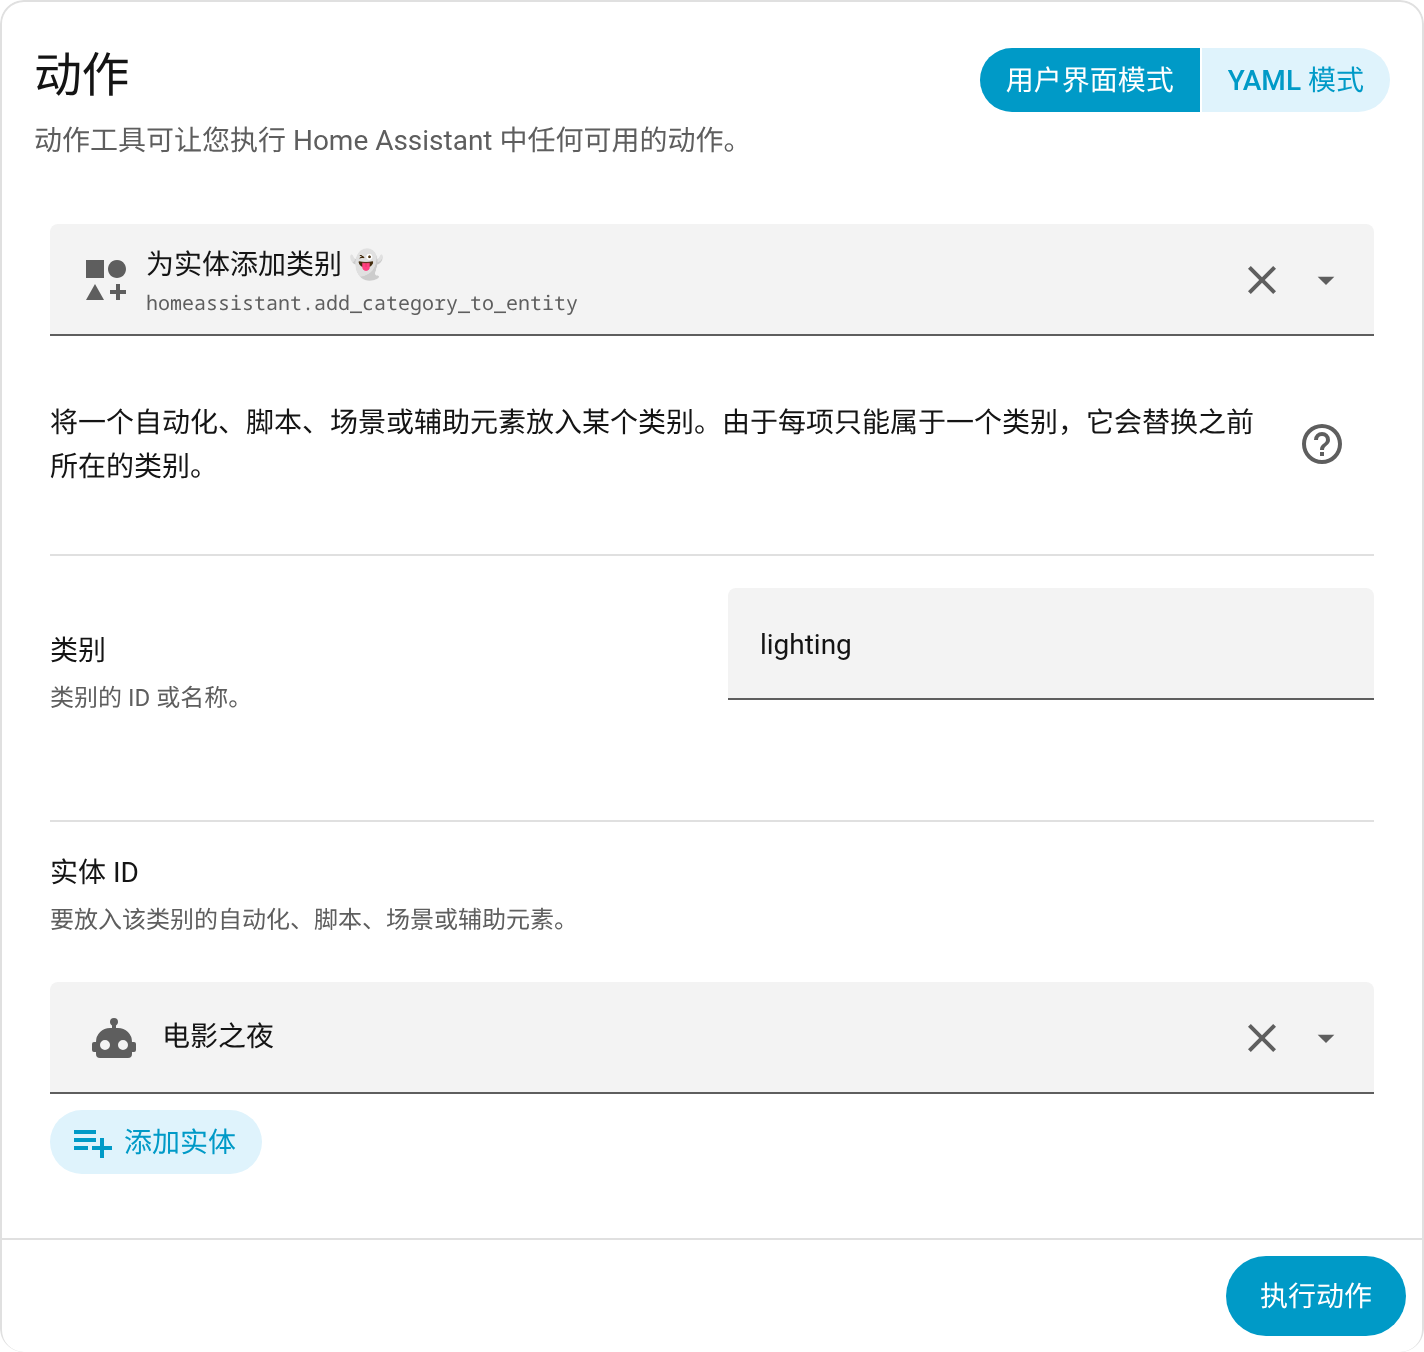 动作
用户界面模式
YAML 模式
动作工具可让您执行 Home Assistant 中任何可用的动作。
为实体添加类别 👻
homeassistant.add_category_to_entity
将一个自动化、脚本、场景或辅助元素放入某个类别。由于每项只能属于一个类别，它会替换之前
所在的类别。
类别
类别的 ID 或名称。
lighting
实体 ID
要放入该类别的自动化、脚本、场景或辅助元素。
电影之夜
添加实体
执行动作